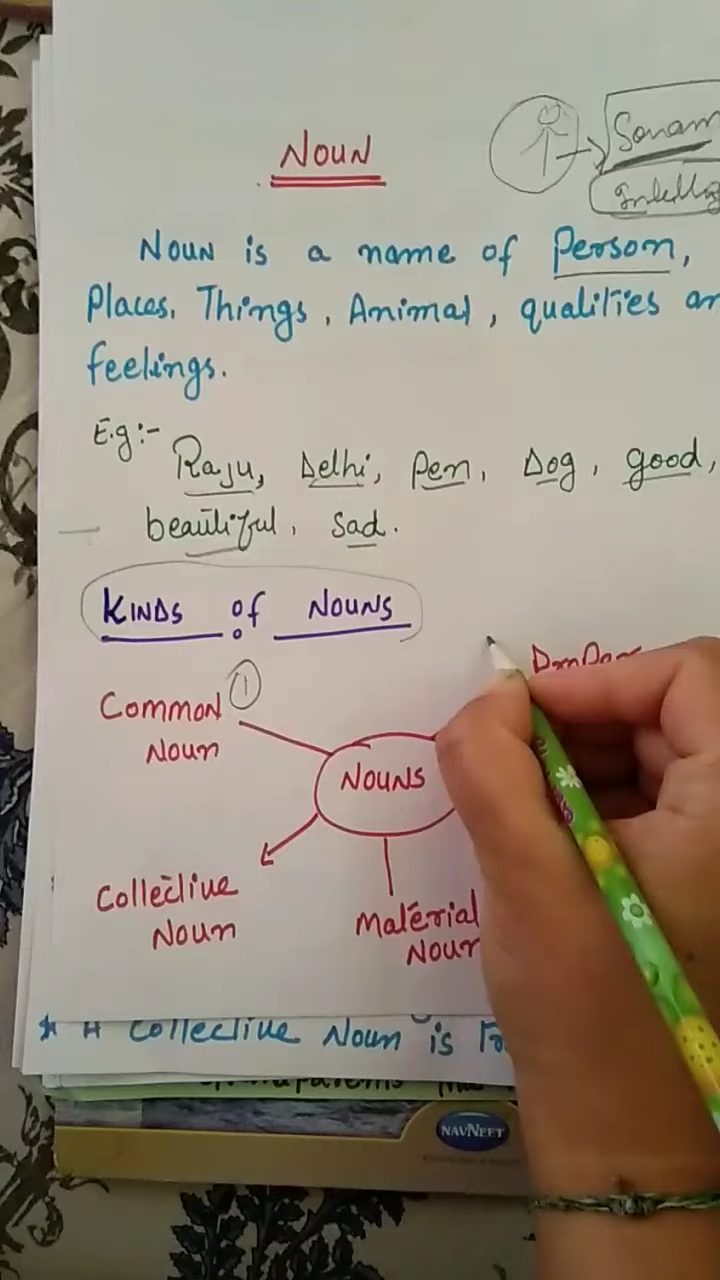 NOUN
Sonam
Noun is a name of Person,
Places, Things, Animal, qualities
feelings.
E.g:-
Raju, Delhi, Pen, Dog, good,
beautiful, sad.
KINDS of NOUNS
Common ①
Noun
NOUNS
Collective
Noun
Material
Noun
* A Collective Noun is
NAVNEET